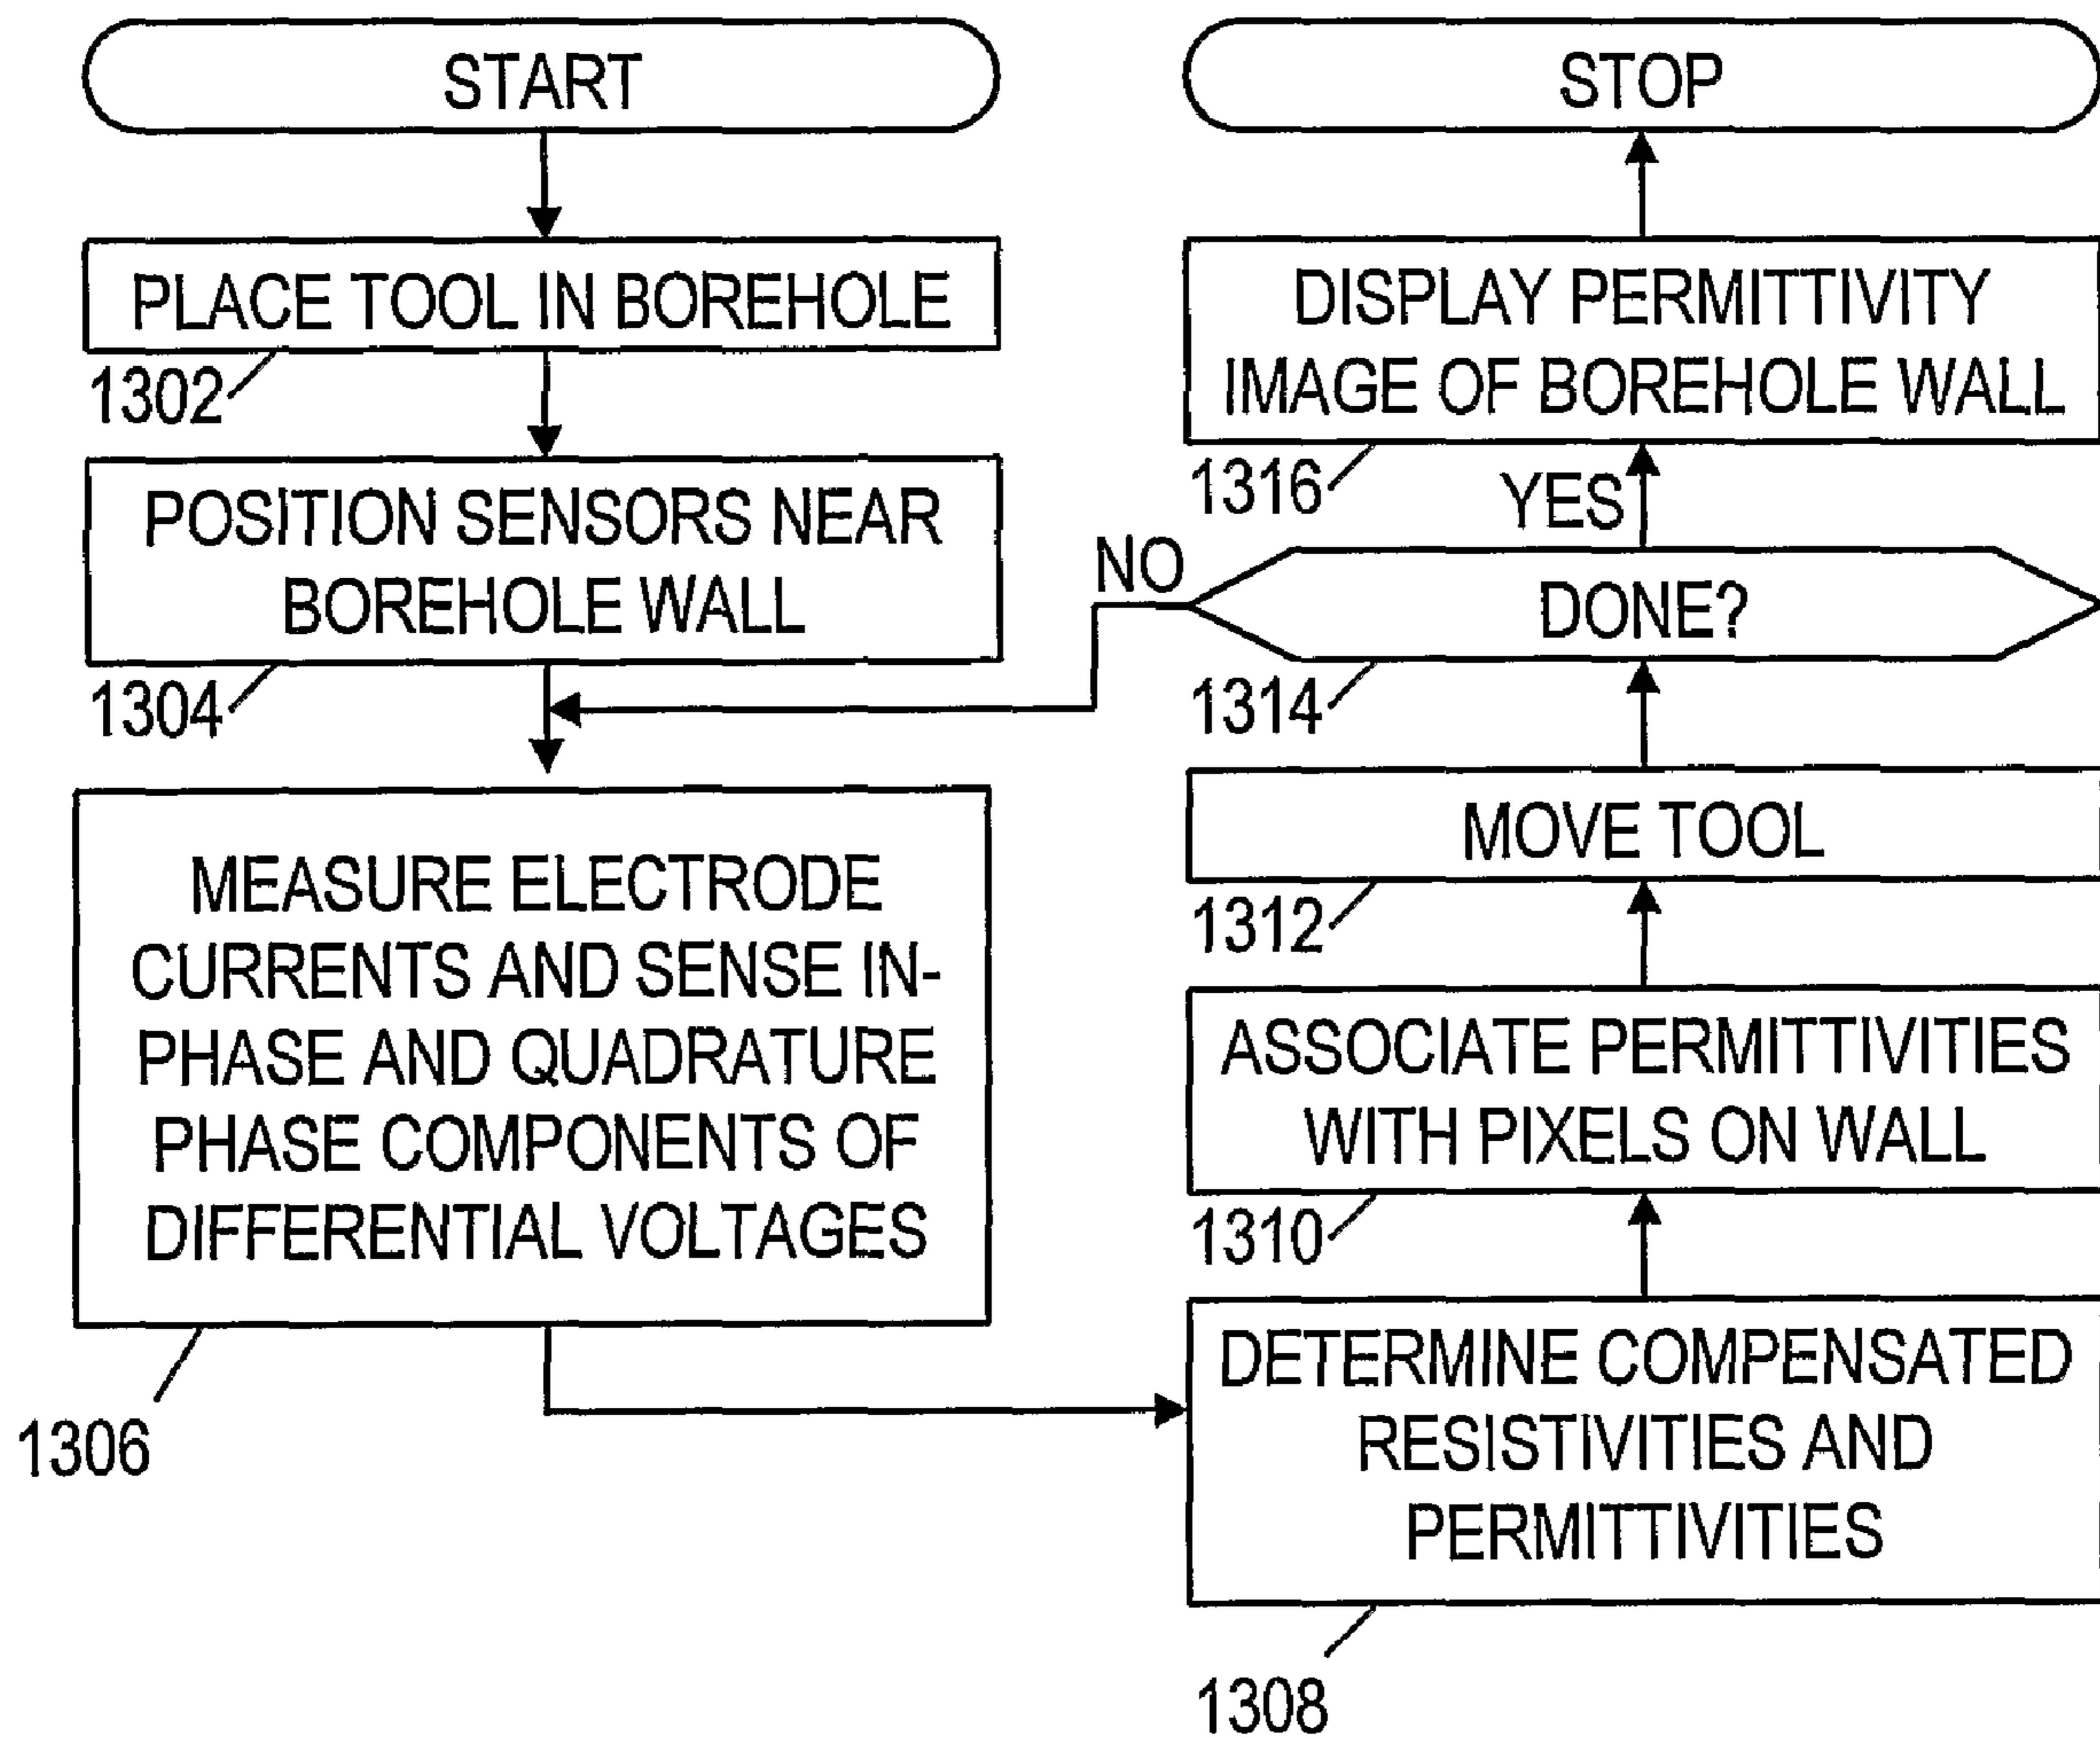 START
PLACE TOOL IN BOREHOLE
1302
POSITION SENSORS NEAR
BOREHOLE WALL
1304
MEASURE ELECTRODE
CURRENTS AND SENSE IN-
PHASE AND QUADRATURE
PHASE COMPONENTS OF
DIFFERENTIAL VOLTAGES
1306
DETERMINE COMPENSATED
RESISTIVITIES AND
PERMITTIVITIES
1308
ASSOCIATE PERMITTIVITIES
WITH PIXELS ON WALL
1310
MOVE TOOL
1312
DONE?
1314
NO
YES
DISPLAY PERMITTIVITY
IMAGE OF BOREHOLE WALL
1316
STOP